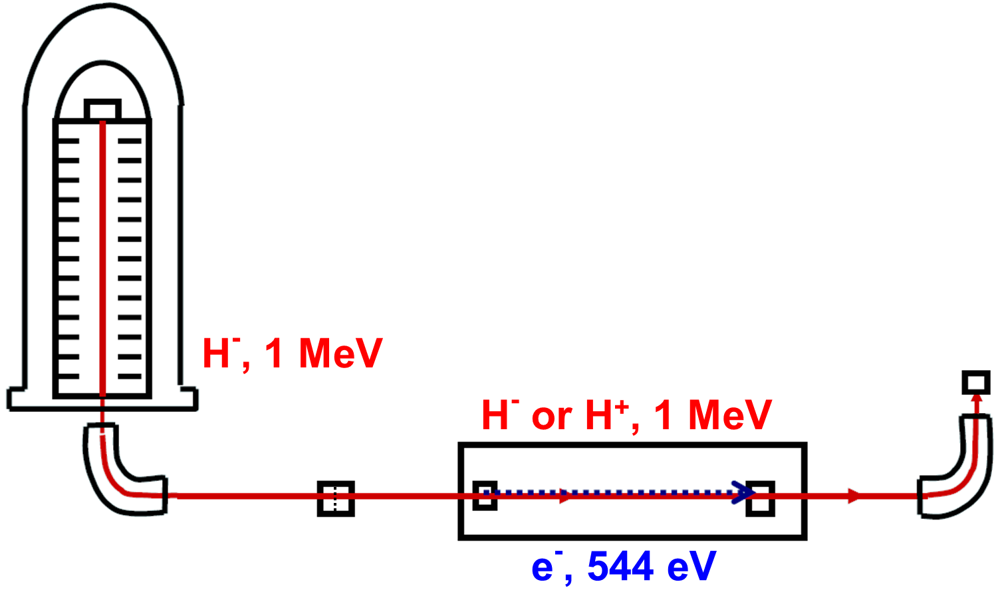 H⁻, 1 MeV
H⁻ or H⁺, 1 MeV
e⁻, 544 eV